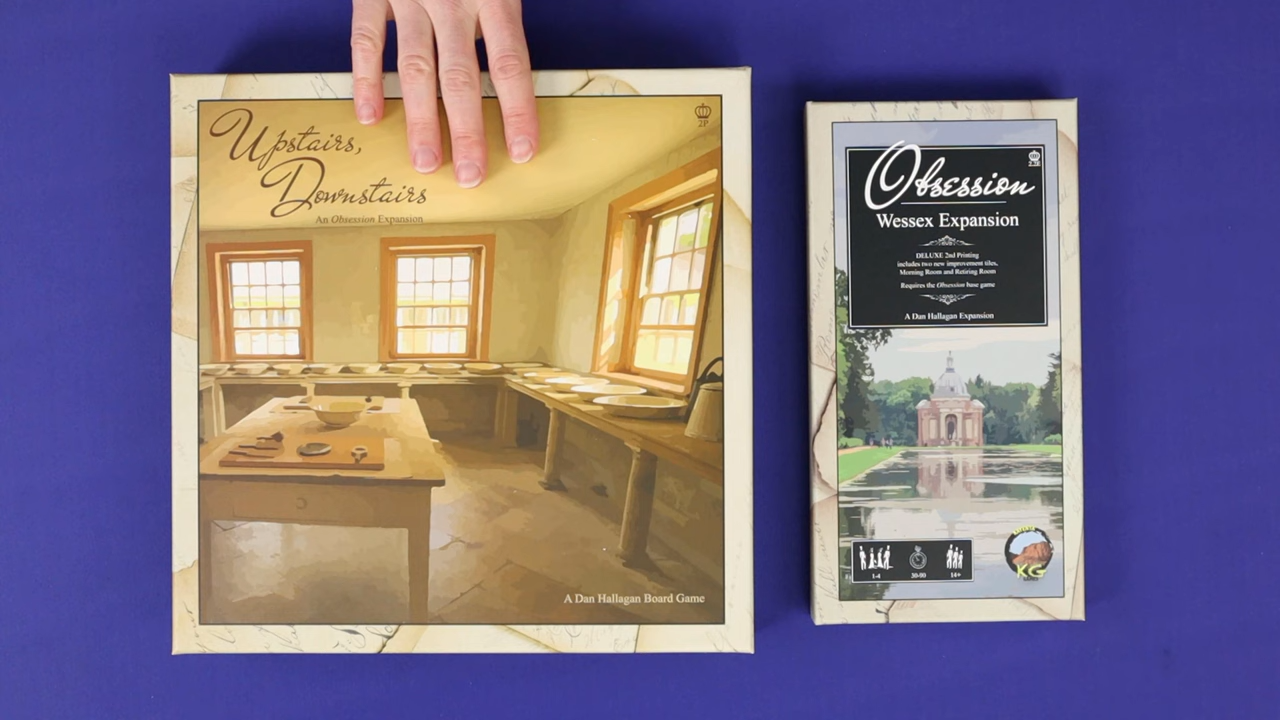 Upstairs,
Downstairs
An Obsession Expansion
2P
A Dan Hallagan Board Game
Obsession
Wessex Expansion
DELUXE 2nd Printing
includes two new improvement tiles,
Morning Room and Retiring Room
Requires the Obsession base game
A Dan Hallagan Expansion
1-4
30-90
14+
KG